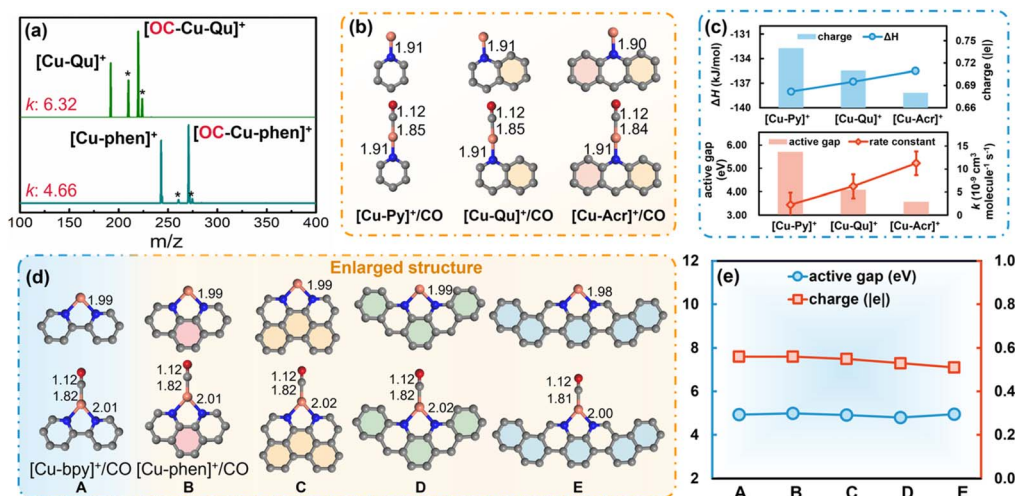 (a)
[OC-Cu-Qu]+
[Cu-Qu]+
*
*
k: 6.32
[OC-Cu-phen]+
[Cu-phen]+
*
*
k: 4.66
100 150 200 250 300 350 400
m/z
(b)
1.91 1.91 1.90
1.12 1.12 1.12
1.85 1.85 1.84
1.91 1.91 1.91
[Cu-Py]+/CO [Cu-Qu]+/CO [Cu-Acr]+/CO
(c)
charge ΔH
ΔH (kJ/mol)
-131
-134
-137
-140
charge (|e|)
0.74
0.70
0.66
[Cu-Py]+ [Cu-Qu]+ [Cu-Acr]+
active gap rate constant
active gap
(eV)
6.00
5.00
4.00
3.00
k (10-9 cm3
molecule-1 s-1)
15
10
5
0
[Cu-Py]+ [Cu-Qu]+ [Cu-Acr]+
(d)
Enlarged structure
1.99 1.99 1.99 1.99 1.98
1.12 1.12 1.12 1.12 1.12
1.82 1.82 1.82 1.82 1.81
2.01 2.01 2.02 2.02 2.00
[Cu-bpy]+/CO [Cu-phen]+/CO
A B C D E
(e)
active gap (eV)
charge (|e|)
12
10
8
6
4
2
1.0
0.8
0.6
0.4
0.2
0.0
A B C D E